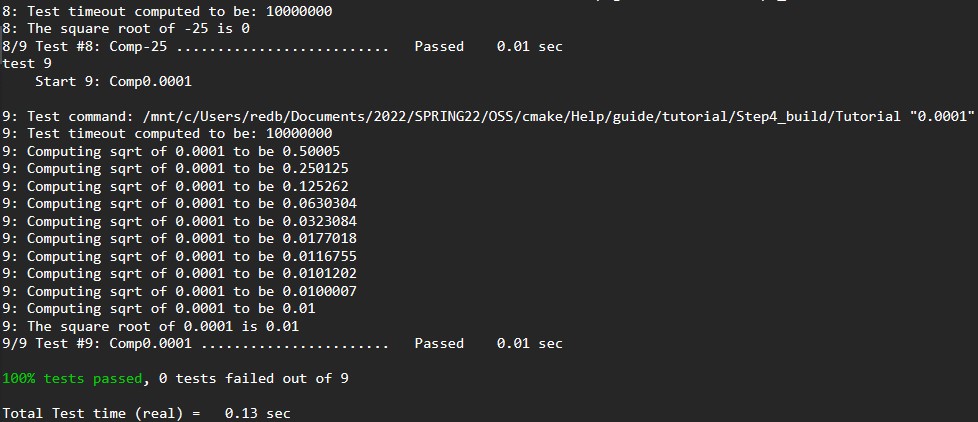 8: Test timeout computed to be: 10000000
8: The square root of -25 is 0
8/9 Test #8: Comp-25 ..........................   Passed    0.01 sec
test 9
    Start 9: Comp0.0001

9: Test command: /mnt/c/Users/redb/Documents/2022/SPRING22/OSS/cmake/Help/guide/tutorial/Step4_build/Tutorial "0.0001"
9: Test timeout computed to be: 10000000
9: Computing sqrt of 0.0001 to be 0.50005
9: Computing sqrt of 0.0001 to be 0.250125
9: Computing sqrt of 0.0001 to be 0.125262
9: Computing sqrt of 0.0001 to be 0.0630304
9: Computing sqrt of 0.0001 to be 0.0323084
9: Computing sqrt of 0.0001 to be 0.0177018
9: Computing sqrt of 0.0001 to be 0.0116755
9: Computing sqrt of 0.0001 to be 0.0101202
9: Computing sqrt of 0.0001 to be 0.0100007
9: Computing sqrt of 0.0001 to be 0.01
9: The square root of 0.0001 is 0.01
9/9 Test #9: Comp0.0001 .......................   Passed    0.01 sec

100% tests passed, 0 tests failed out of 9

Total Test time (real) =   0.13 sec